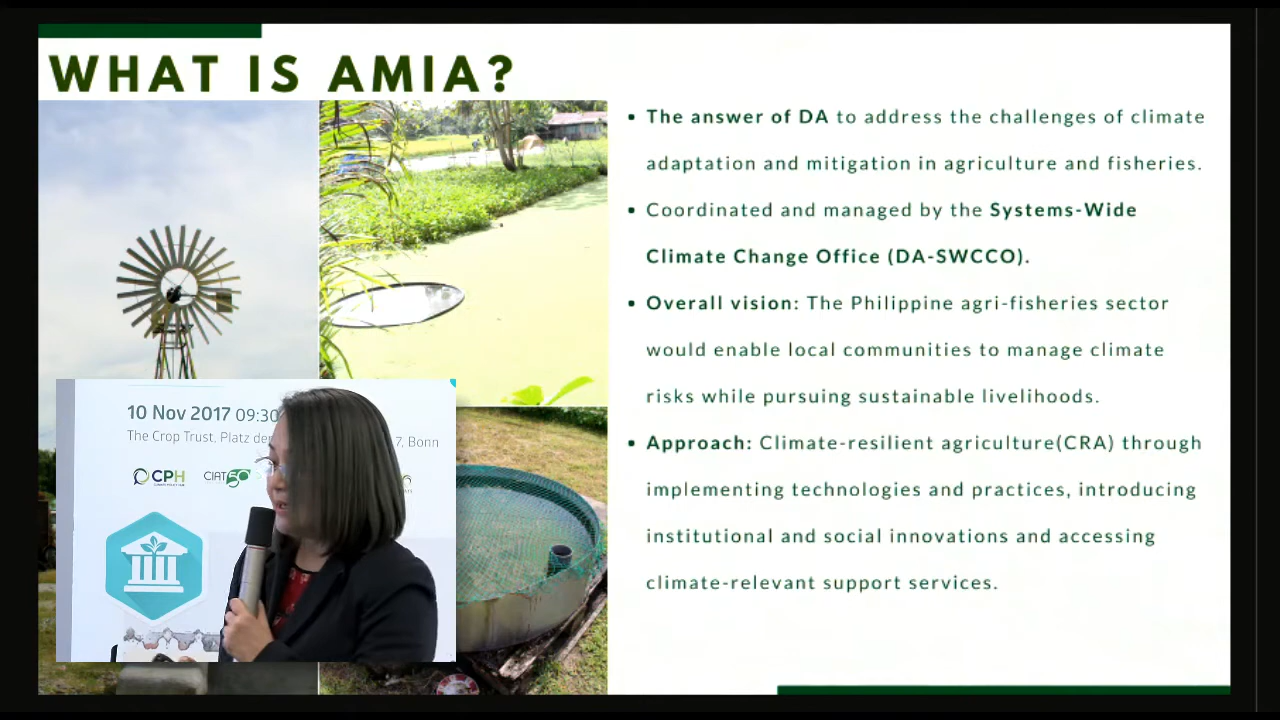 WHAT IS AMIA?
• The answer of DA to address the challenges of climate
adaptation and mitigation in agriculture and fisheries.
• Coordinated and managed by the Systems-Wide
Climate Change Office (DA-SWCCO).
• Overall vision: The Philippine agri-fisheries sector
would enable local communities to manage climate
risks while pursuing sustainable livelihoods.
• Approach: Climate-resilient agriculture(CRA) through
implementing technologies and practices, introducing
institutional and social innovations and accessing
climate-relevant support services.
10 Nov 2017 09:30
The Crop Trust, Platz der 7, Bonn
CPH
CIAT 50